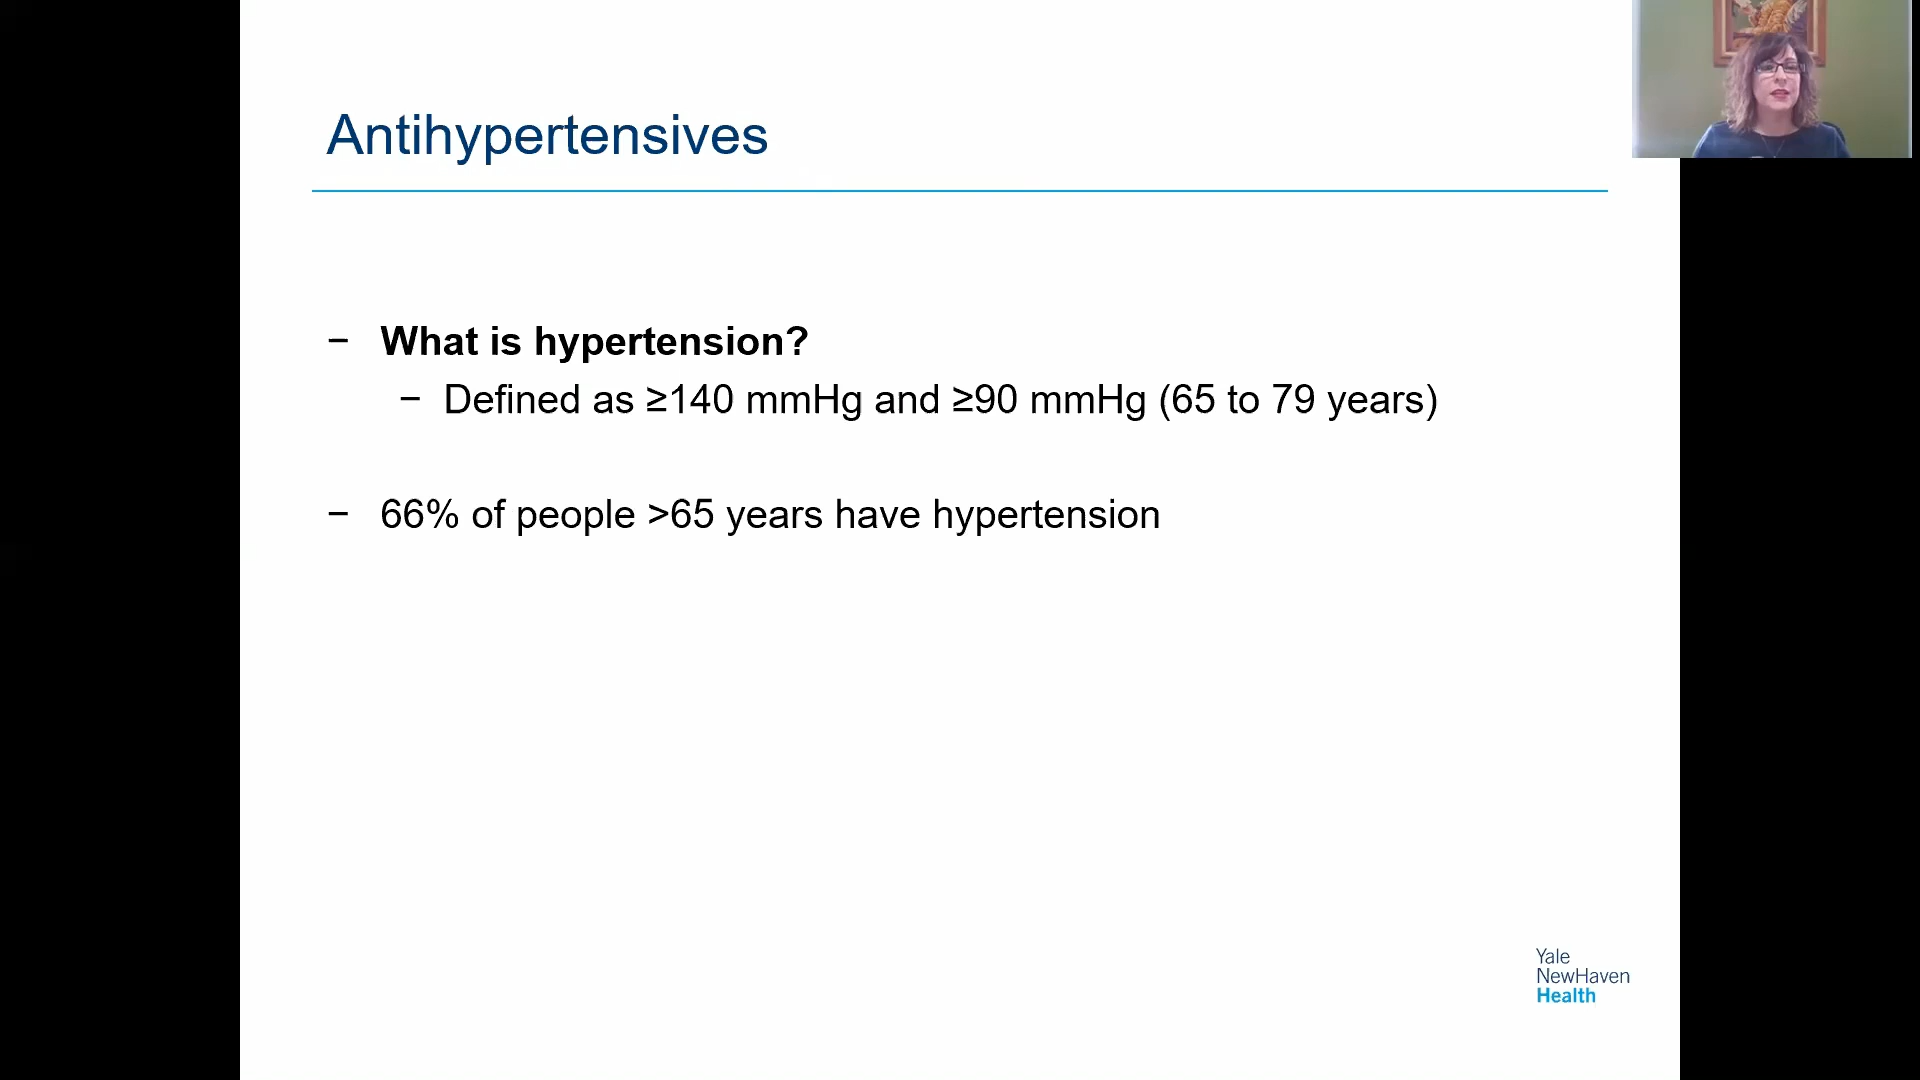 Antihypertensives
− What is hypertension?
− Defined as ≥140 mmHg and ≥90 mmHg (65 to 79 years)
− 66% of people >65 years have hypertension
Yale
NewHaven
Health